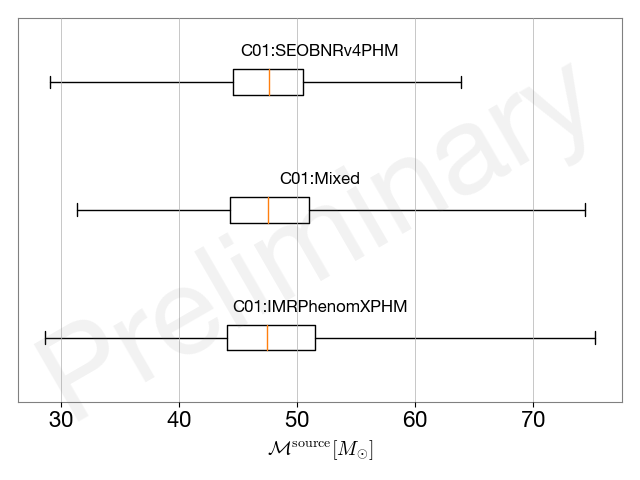 C01:SEOBNRv4PHM
C01:Mixed
C01:IMRPhenomXPHM
Preliminary
30 40 50 60 70
ℳ^source[M_⊙]